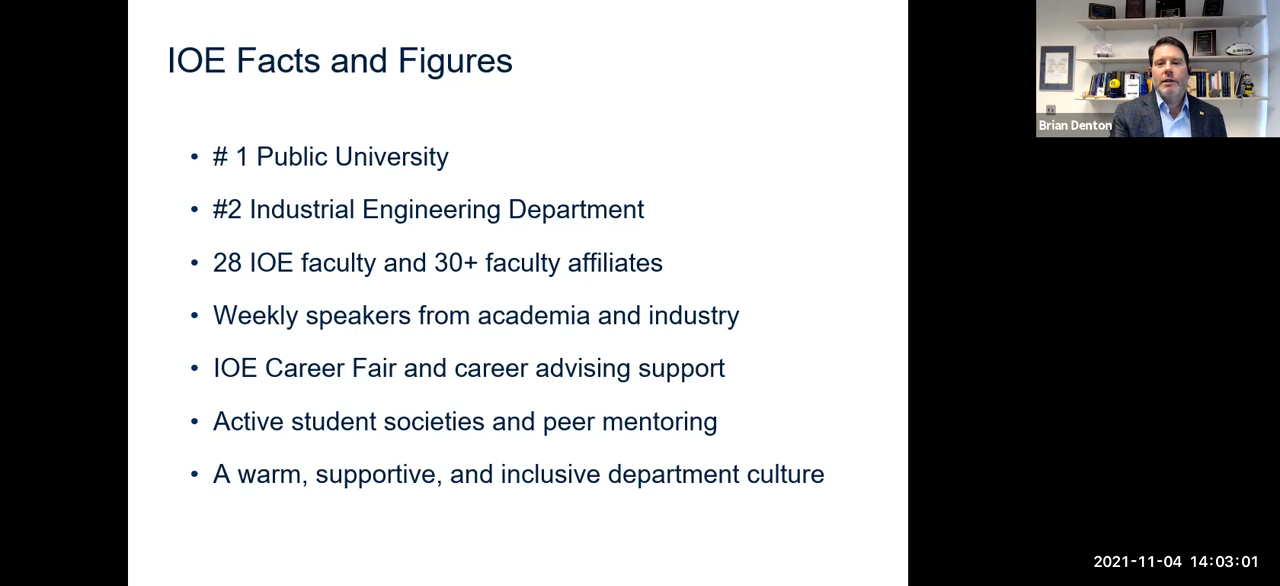 IOE Facts and Figures
• # 1 Public University
• #2 Industrial Engineering Department
• 28 IOE faculty and 30+ faculty affiliates
• Weekly speakers from academia and industry
• IOE Career Fair and career advising support
• Active student societies and peer mentoring
• A warm, supportive, and inclusive department culture
Brian Denton
2021-11-04 14:03:01